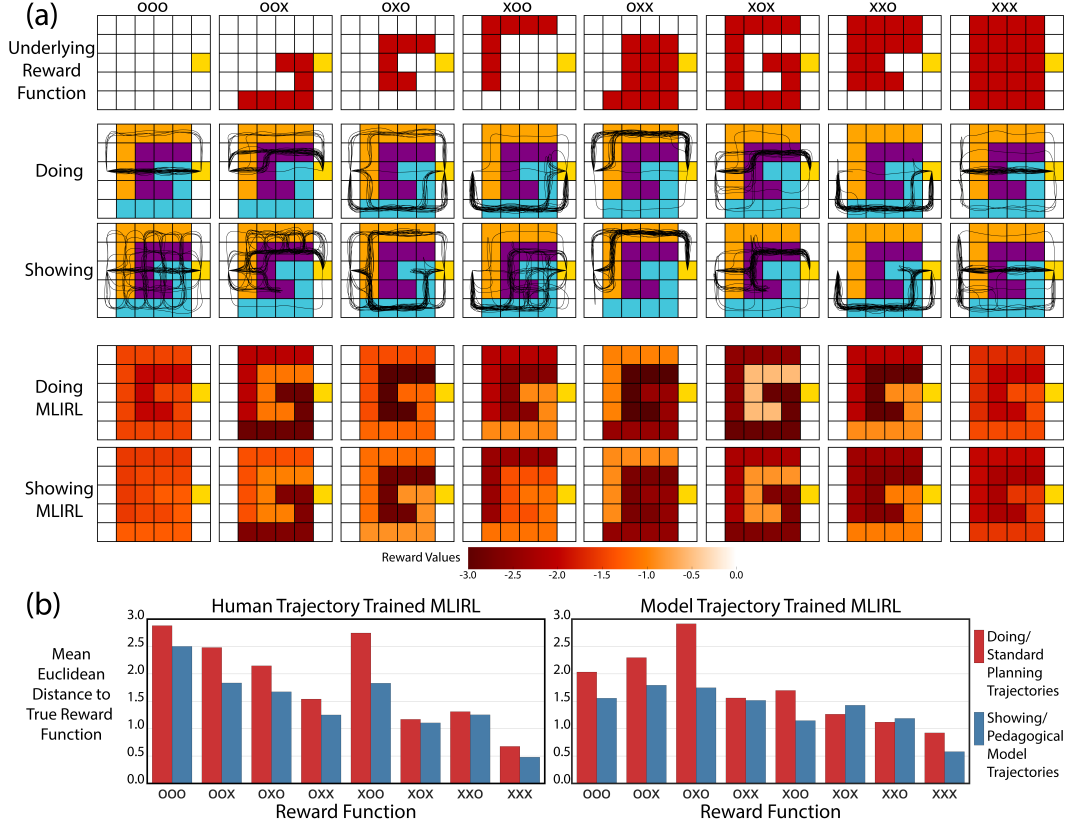 (a)
ooo oox oxo xoo oxx xox xxo xxx
Underlying
Reward
Function
Doing
Showing
Doing
MLIRL
Showing
MLIRL
Reward Values
-3.0 -2.5 -2.0 -1.5 -1.0 -0.5 0.0
(b)
Human Trajectory Trained MLIRL
Model Trajectory Trained MLIRL
Mean
Euclidean
Distance to
True Reward
Function
3.0
2.5
2.0
1.5
1.0
0.5
0.0
ooo oox oxo oxx xoo xox xxo xxx
Reward Function
3.0
2.5
2.0
1.5
1.0
0.5
0.0
ooo oox oxo oxx xoo xox xxo xxx
Reward Function
Doing/
Standard
Planning
Trajectories
Showing/
Pedagogical
Model
Trajectories